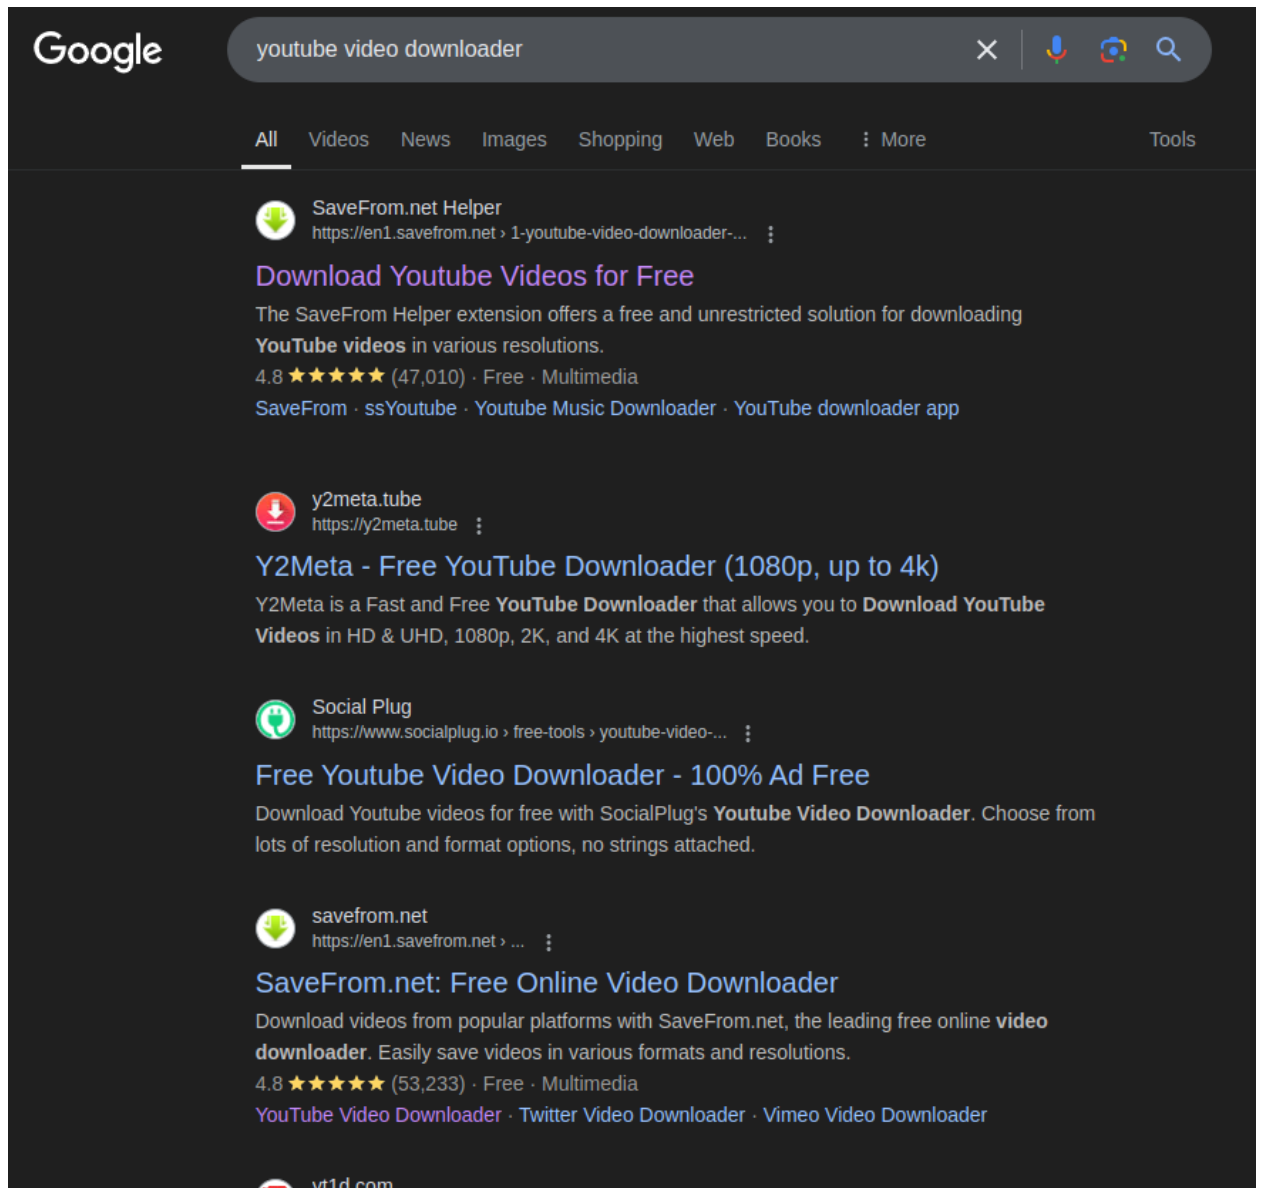 Google
youtube video downloader
All Videos News Images Shopping Web Books More Tools
SaveFrom.net Helper
https://en1.savefrom.net › 1-youtube-video-downloader-...
Download Youtube Videos for Free
The SaveFrom Helper extension offers a free and unrestricted solution for downloading
YouTube videos in various resolutions.
4.8 ★★★★★ (47,010) · Free · Multimedia
SaveFrom · ssYoutube · Youtube Music Downloader · YouTube downloader app
y2meta.tube
https://y2meta.tube
Y2Meta - Free YouTube Downloader (1080p, up to 4k)
Y2Meta is a Fast and Free YouTube Downloader that allows you to Download YouTube
Videos in HD & UHD, 1080p, 2K, and 4K at the highest speed.
Social Plug
https://www.socialplug.io › free-tools › youtube-video-...
Free Youtube Video Downloader - 100% Ad Free
Download Youtube videos for free with SocialPlug's Youtube Video Downloader. Choose from
lots of resolution and format options, no strings attached.
savefrom.net
https://en1.savefrom.net › ...
SaveFrom.net: Free Online Video Downloader
Download videos from popular platforms with SaveFrom.net, the leading free online video
downloader. Easily save videos in various formats and resolutions.
4.8 ★★★★★ (53,233) · Free · Multimedia
YouTube Video Downloader · Twitter Video Downloader · Vimeo Video Downloader
yt1d.com